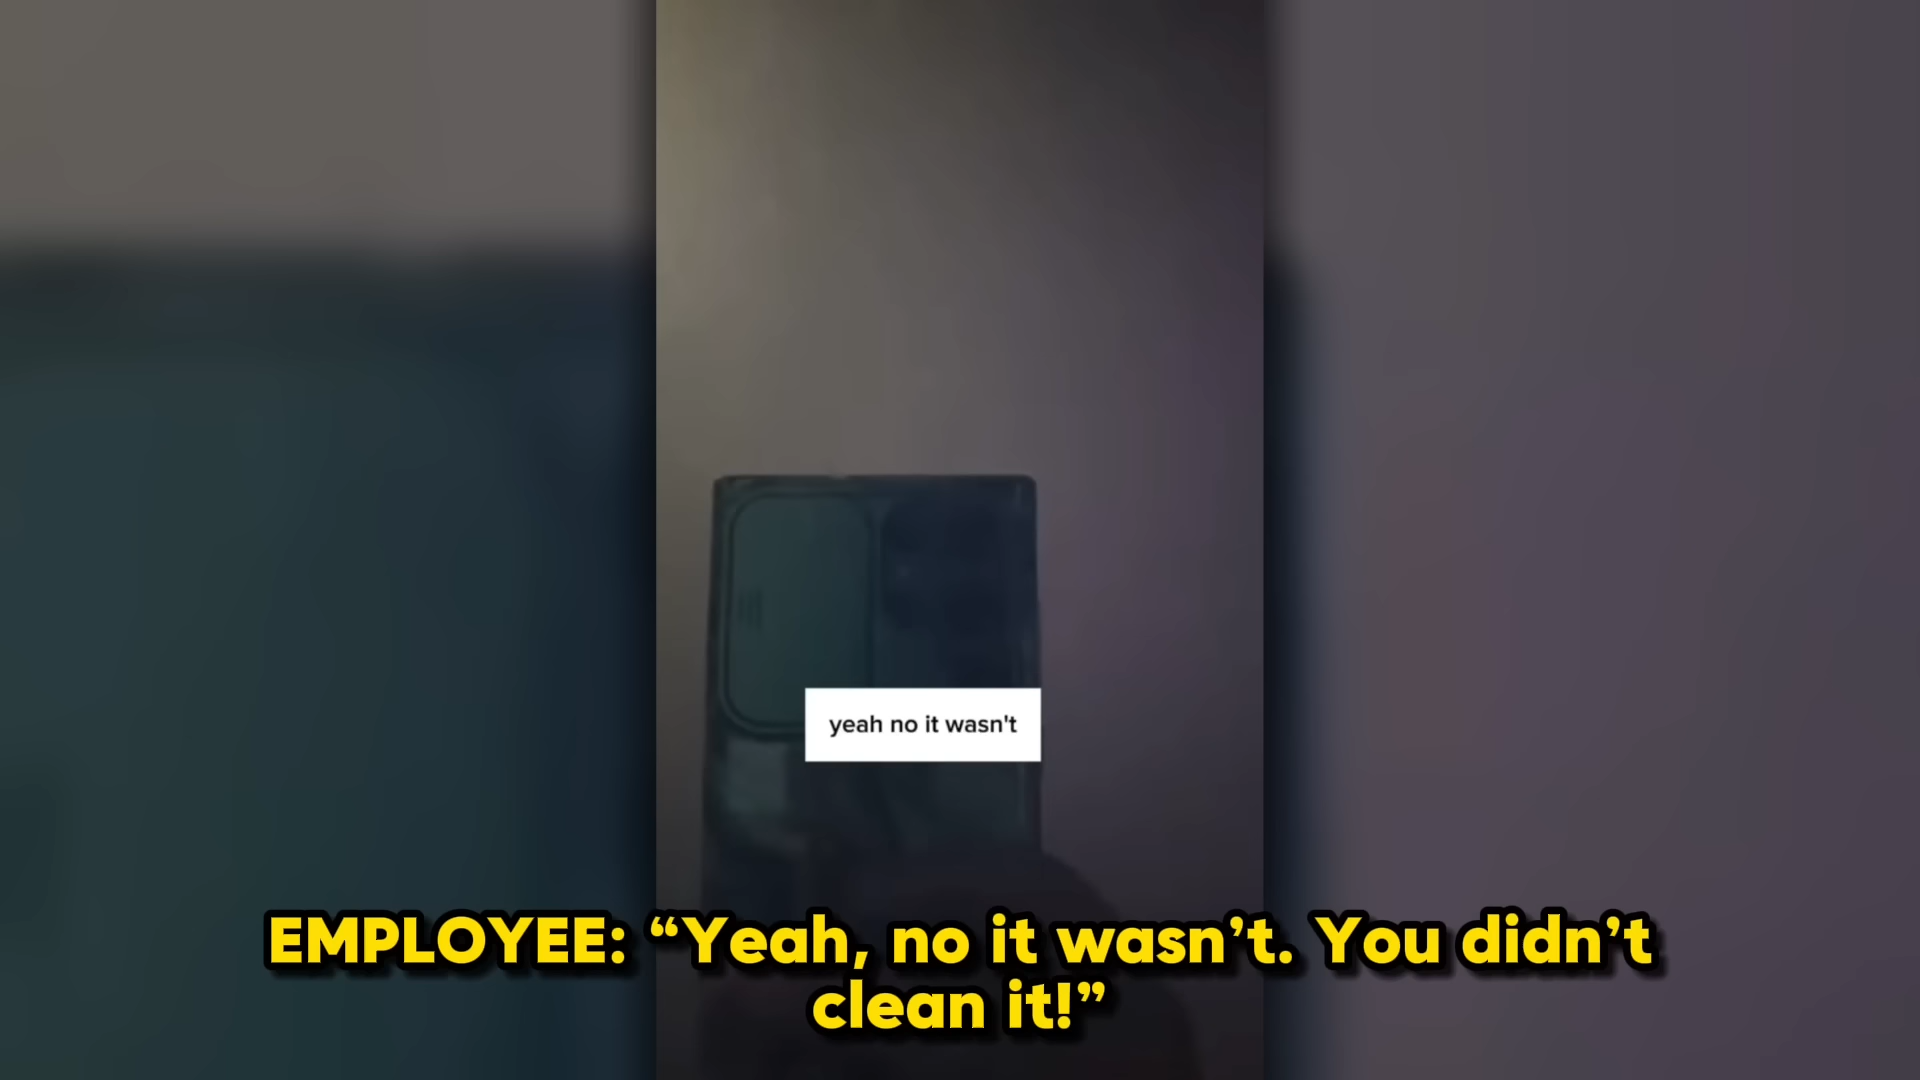 yeah no it wasn't
EMPLOYEE: “Yeah, no it wasn’t. You didn’t
clean it!”